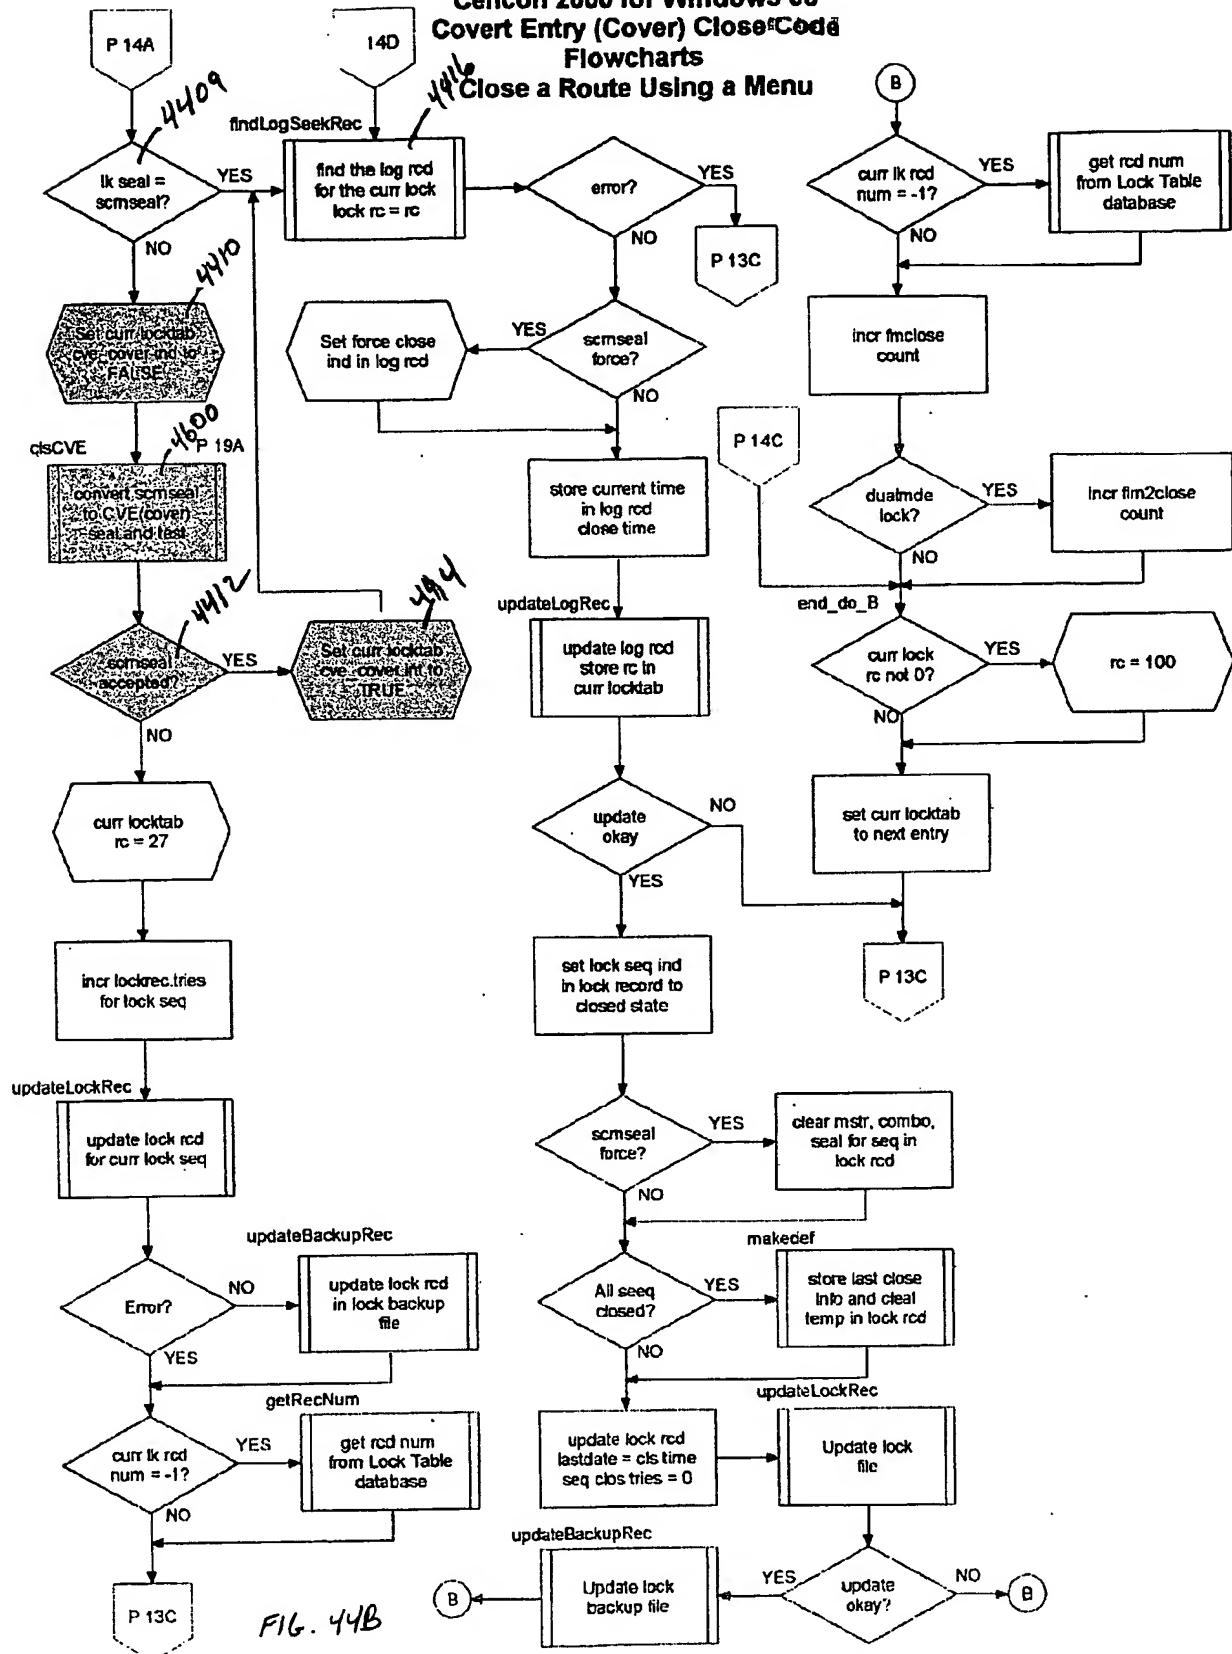 Cencon 2000 for Windows
Covert Entry (Cover) Close Code
Flowcharts
Close a Route Using a Menu
P 14A
4409
lk seal =
scrnseal?
YES
NO
4410
Set curr locktab
cve_cover.ind to
FALSE
clsCVE
4600
P 19A
convert scrnseal
to CVE(cover)
seal and test
4412
scrnseal
accepted?
YES
NO
4414
Set curr locktab
cve_cover.int to
TRUE
curr locktab
rc = 27
incr lockrec.tries
for lock seq
updateLockRec
update lock rcd
for curr lock seq
Error?
NO
YES
updateBackupRec
update lock rcd
in lock backup
file
curr lk rcd
num = -1?
YES
NO
getRecNum
get rcd num
from Lock Table
database
P 13C
FIG. 44B
14D
4416
findLogSeekRec
find the log rcd
for the curr lock
lock rc = rc
error?
YES
NO
P 13C
scrnseal
force?
YES
NO
Set force close
ind in log rcd
store current time
in log rcd
close time
updateLogRec
update log rcd
store rc in
curr locktab
update
okay
NO
YES
set lock seq ind
in lock record to
closed state
scrnseal
force?
YES
NO
clear mstr, combo,
seal for seq in
lock rcd
makedef
All seeq
closed?
YES
NO
store last close
info and cleal
temp in lock rcd
update lock rcd
lastdate = cls time
seq clos tries = 0
updateLockRec
Update lock
file
update
okay?
YES
NO
B
updateBackupRec
Update lock
backup file
B
B
curr lk rcd
num = -1?
YES
NO
get rcd num
from Lock Table
database
incr fmclose
count
P 14C
dualmde
lock?
YES
NO
incr flm2close
count
end_do_B
curr lock
rc not 0?
YES
NO
rc = 100
set curr locktab
to next entry
P 13C